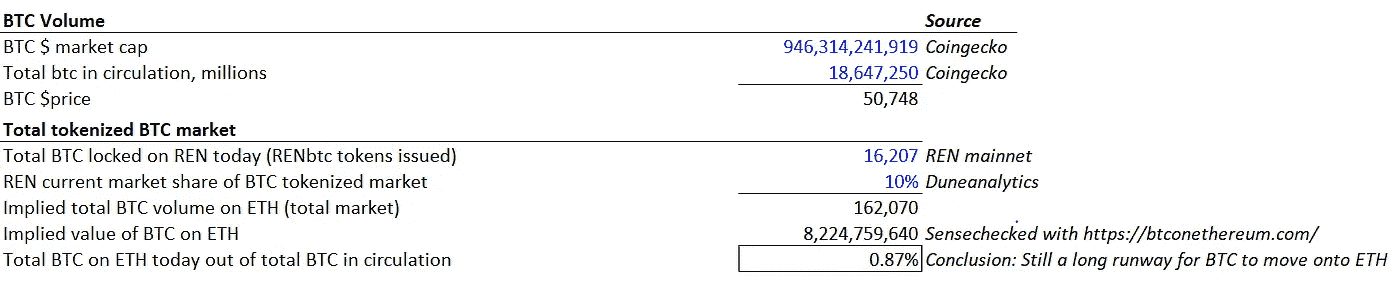 BTC Volume Source
BTC $ market cap 946,314,241,919 Coingecko
Total btc in circulation, millions 18,647,250 Coingecko
BTC $price 50,748
Total tokenized BTC market
Total BTC locked on REN today (RENbtc tokens issued) 16,207 REN mainnet
REN current market share of BTC tokenized market 10% Duneanalytics
Implied total BTC volume on ETH (total market) 162,070
Implied value of BTC on ETH 8,224,759,640 Sensechecked with https://btconethereum.com/
Total BTC on ETH today out of total BTC in circulation 0.87% Conclusion: Still a long runway for BTC to move onto ETH